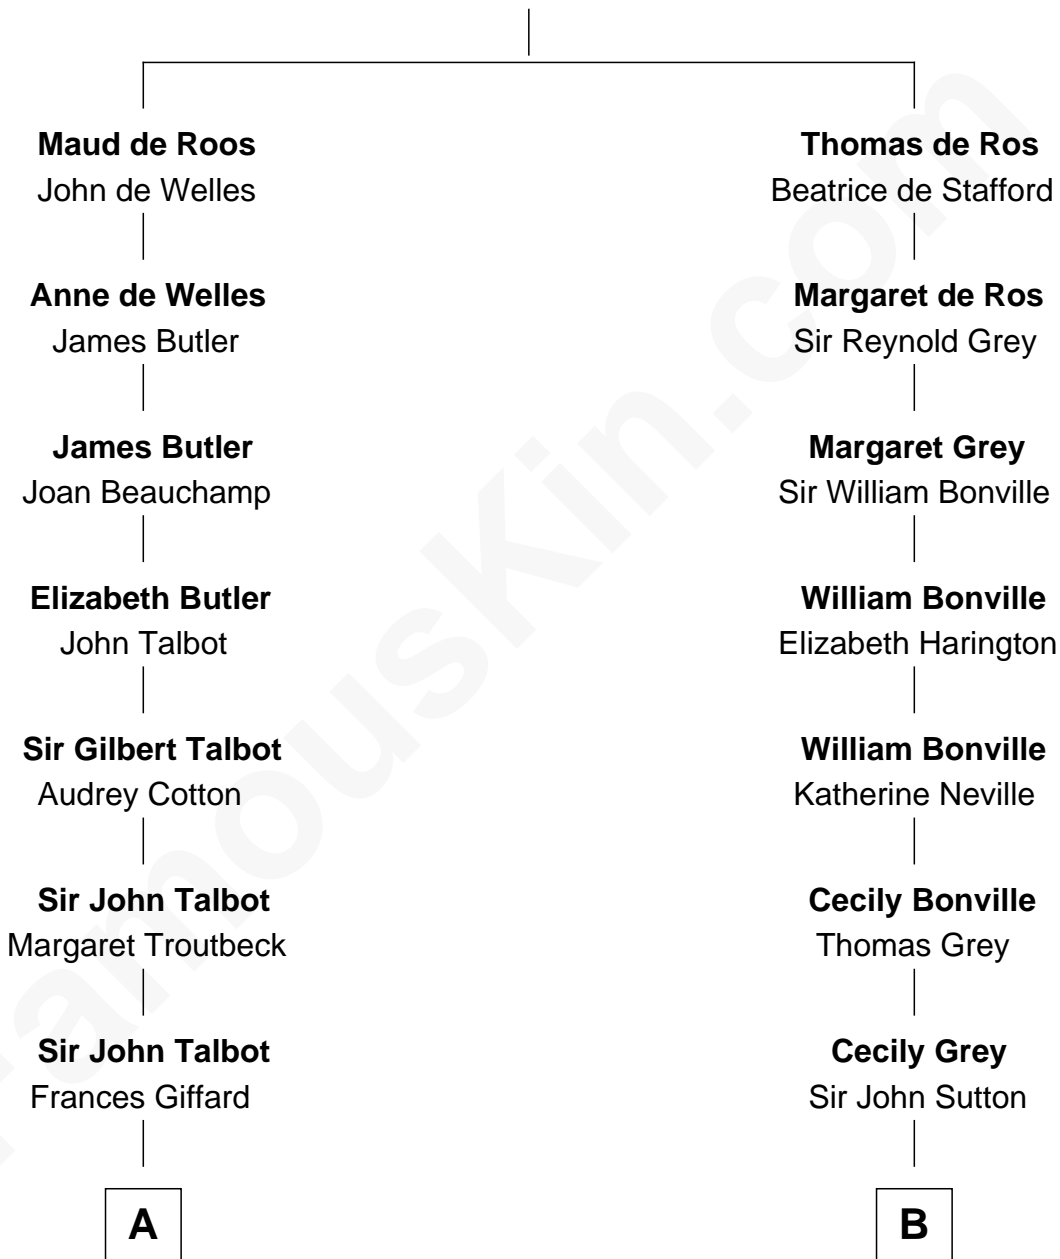 Maud de Roos
John de Welles
Thomas de Ros
Beatrice de Stafford
Anne de Welles
James Butler
Margaret de Ros
Sir Reynold Grey
James Butler
Joan Beauchamp
Margaret Grey
Sir William Bonville
Elizabeth Butler
John Talbot
William Bonville
Elizabeth Harington
Sir Gilbert Talbot
Audrey Cotton
William Bonville
Katherine Neville
Sir John Talbot
Margaret Troutbeck
Cecily Bonville
Thomas Grey
Sir John Talbot
Frances Giffard
Cecily Grey
Sir John Sutton
A
B
FamousKin.com